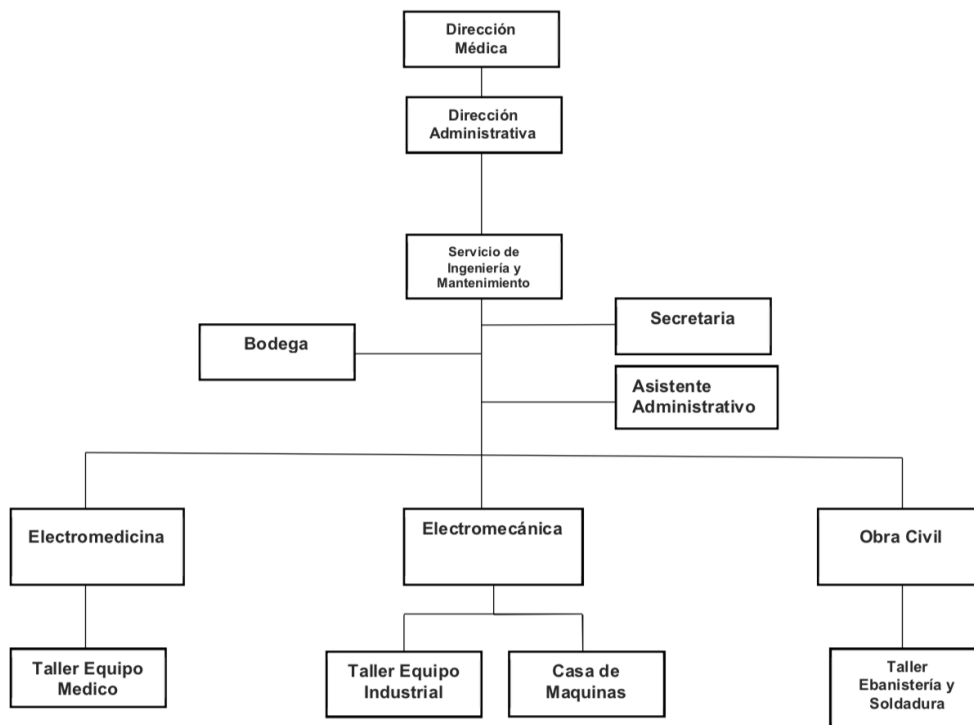 Dirección
Médica
Dirección
Administrativa
Servicio de
Ingeniería y
Mantenimiento
Secretaria
Bodega
Asistente
Administrativo
Electromedicina
Electromecánica
Obra Civil
Taller Equipo
Medico
Taller Equipo
Industrial
Casa de
Maquinas
Taller
Ebanistería y
Soldadura